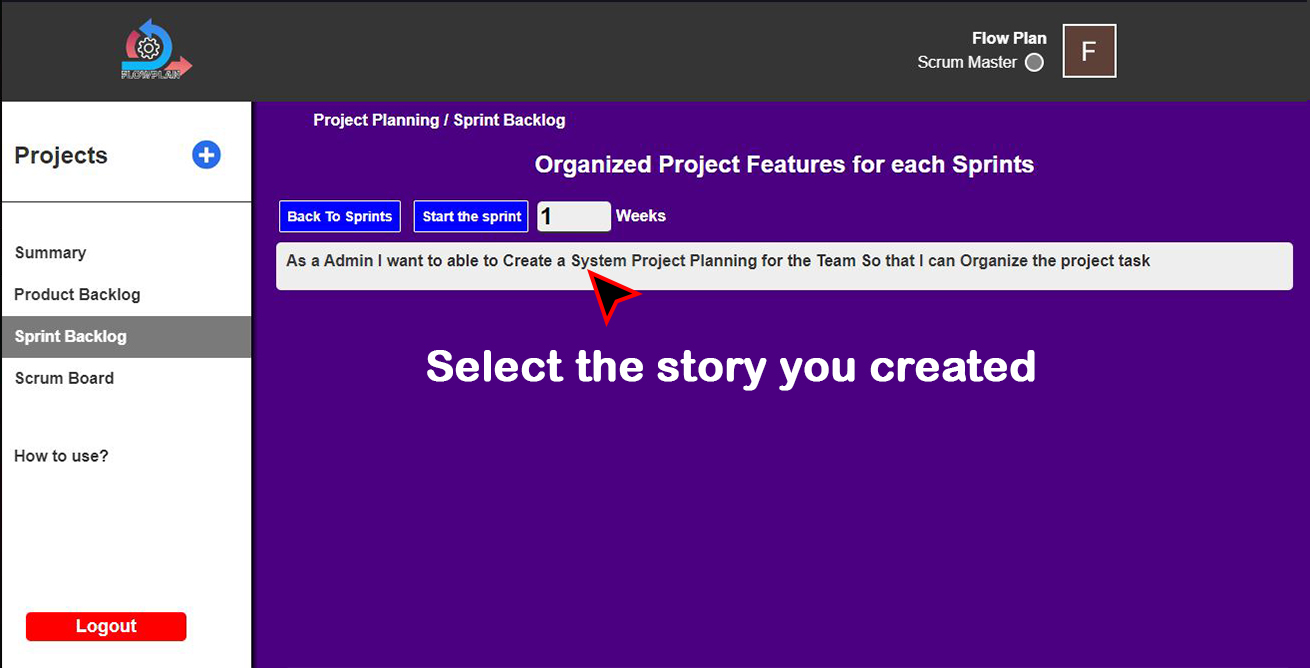 FLOWPLAN
Flow Plan
Scrum Master
F
Projects
Summary
Product Backlog
Sprint Backlog
Scrum Board
How to use?
Logout
Project Planning / Sprint Backlog
Organized Project Features for each Sprints
Back To Sprints Start the sprint 1 Weeks
As a Admin I want to able to Create a System Project Planning for the Team So that I can Organize the project task
Select the story you created